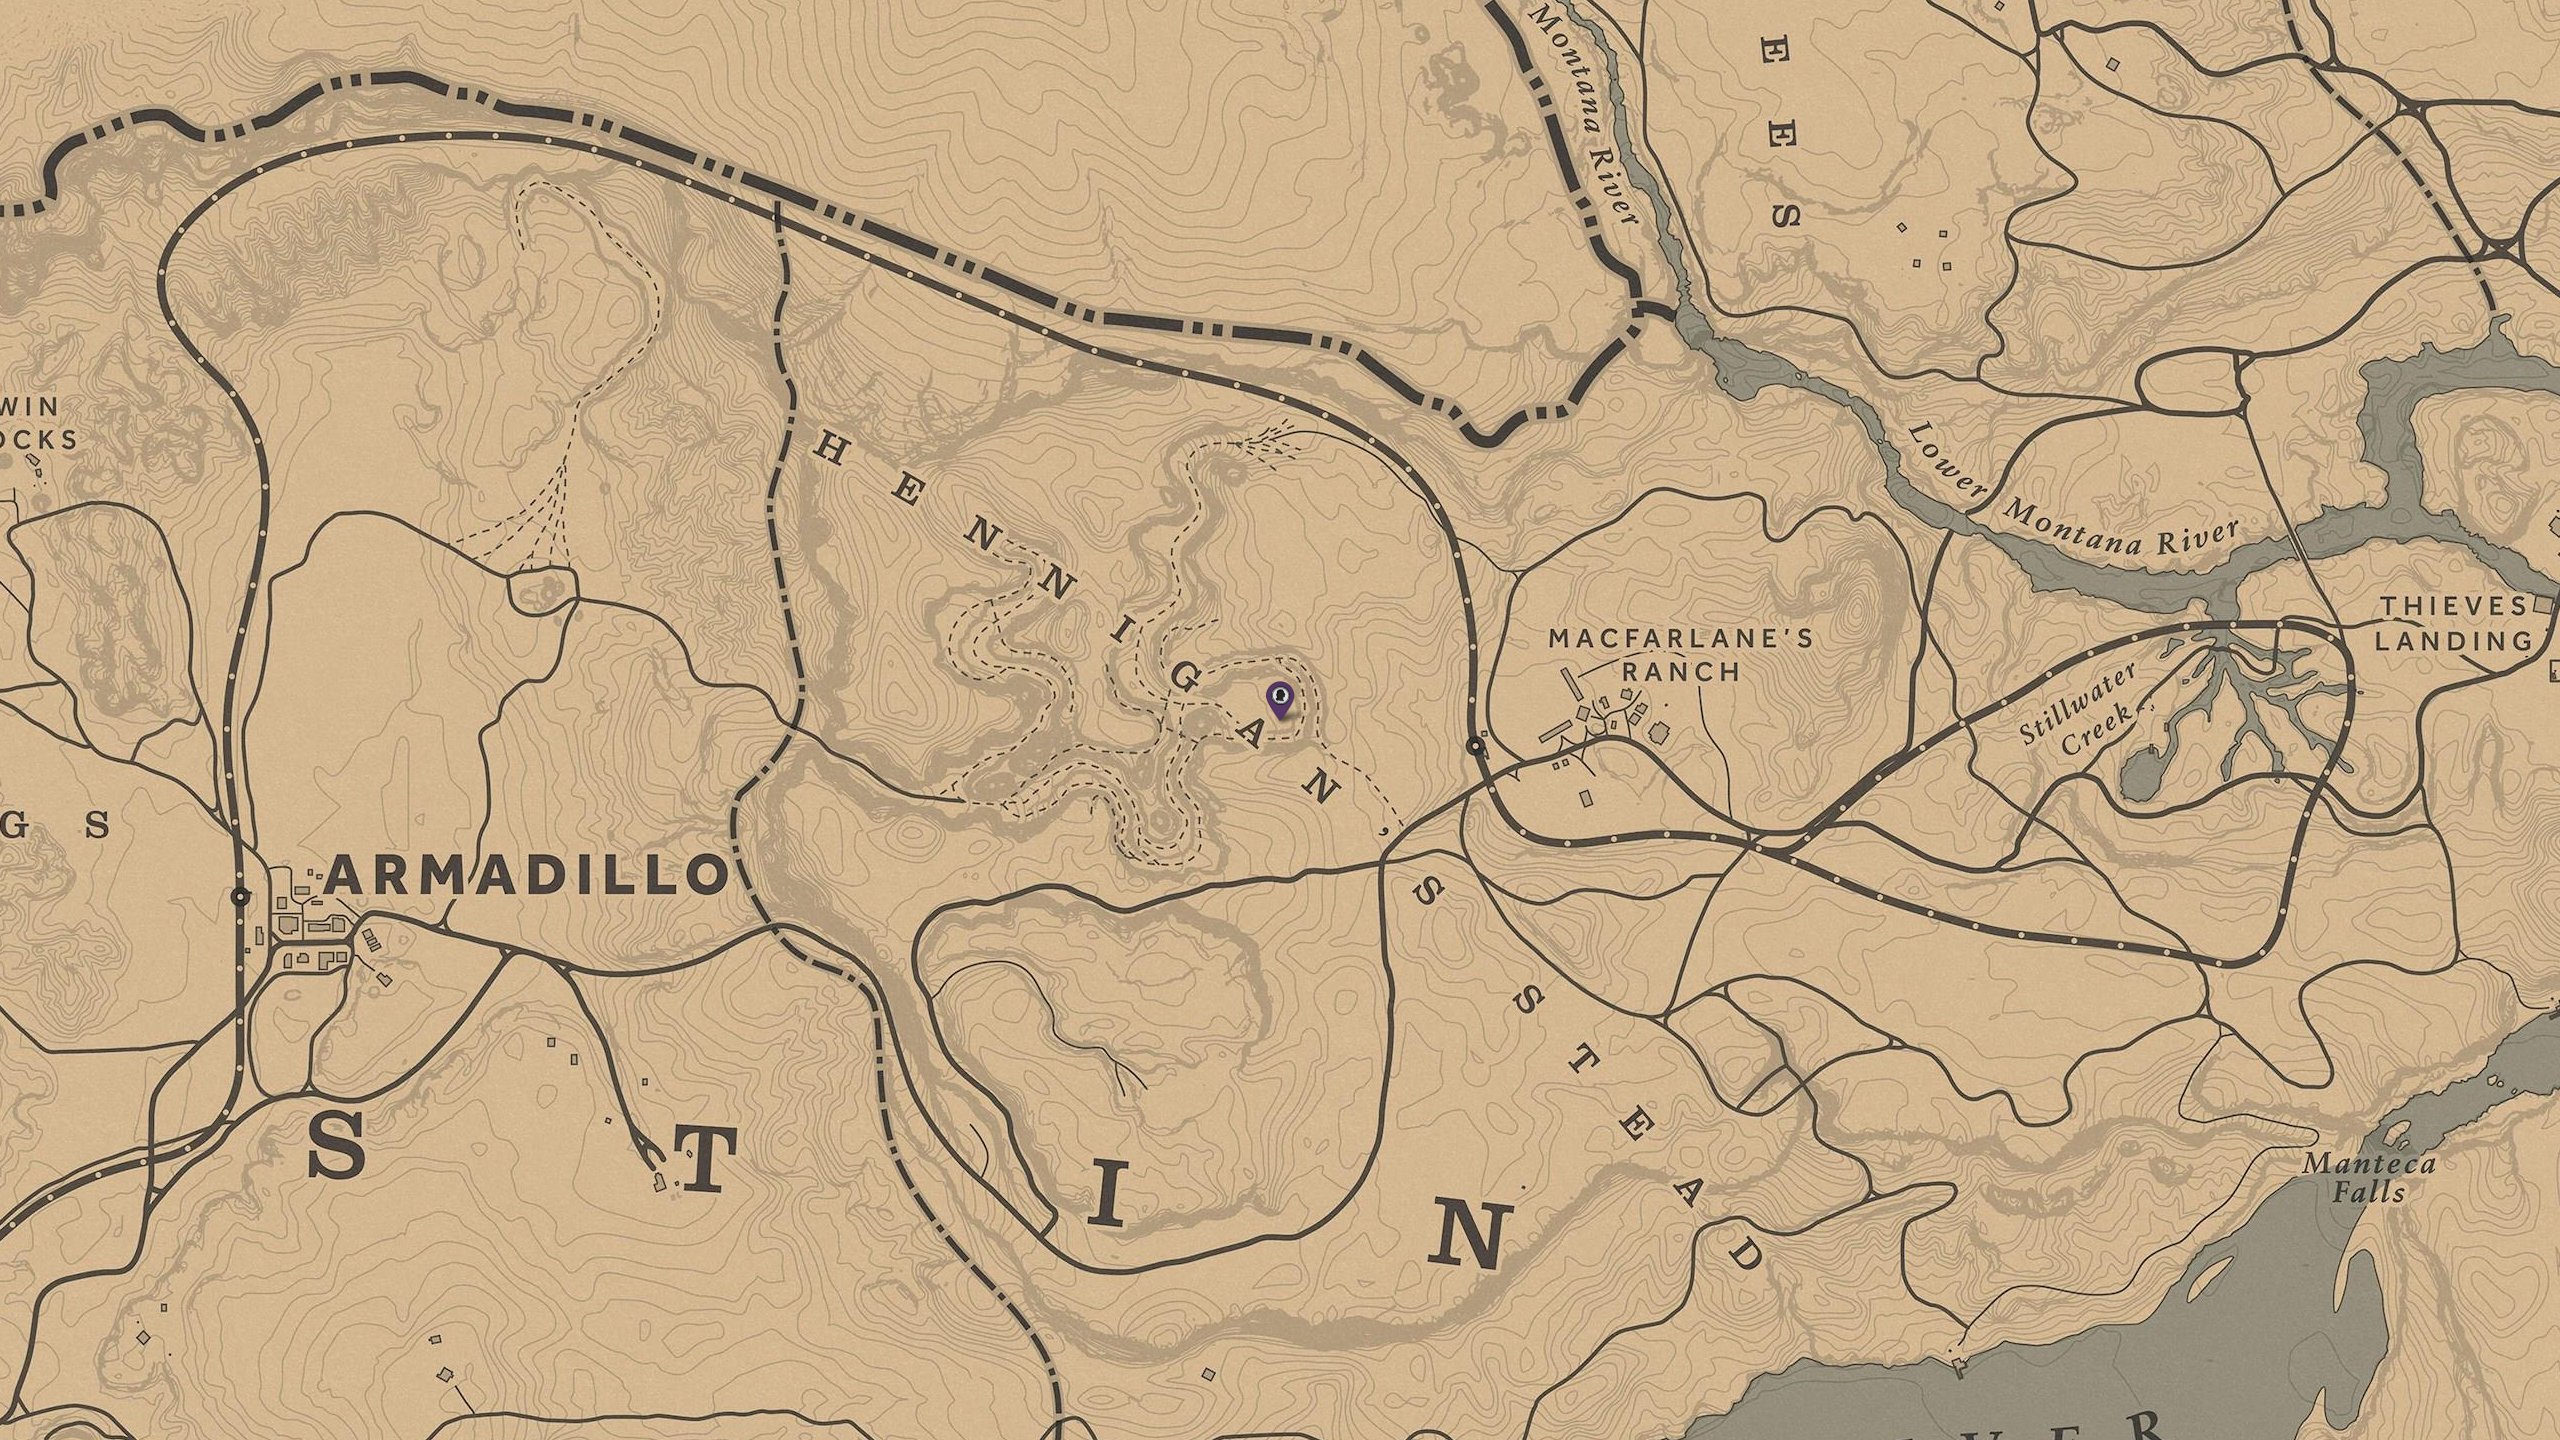 Montana River
E
E
S
WIN
OCKS
HENNIGAN'S STEAD
Lower Montana River
THIEVES
LANDING
MACFARLANE'S
RANCH
Stillwater
Creek
G S
ARMADILLO
S T I N
Manteca
Falls
V E R